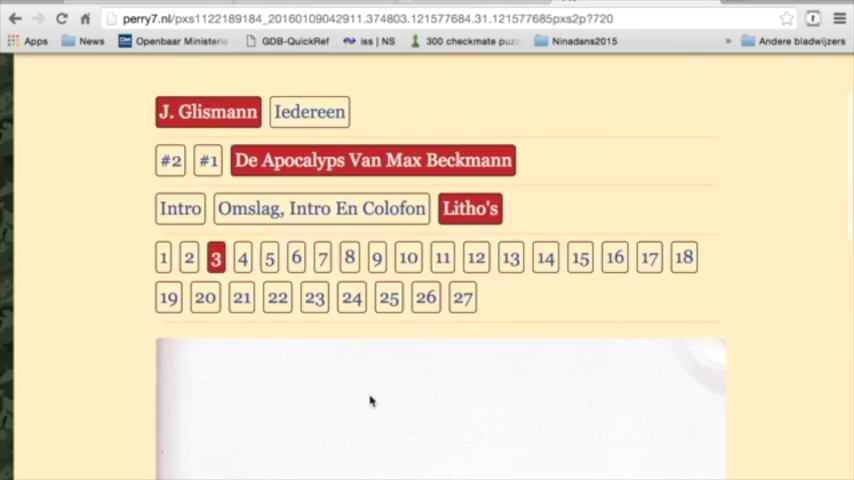 perry7.nl/pxs1122189184_20160109042911.374803.121577684.31.121577685pxs2p?720
Apps News Openbaar Ministerie GDB-QuickRef iss | NS 300 checkmate puz Ninadans2015 » Andere bladwijzers
J. Glismann Iedereen
#2 #1 De Apocalyps Van Max Beckmann
Intro Omslag, Intro En Colofon Litho's
1 2 3 4 5 6 7 8 9 10 11 12 13 14 15 16 17 18
19 20 21 22 23 24 25 26 27